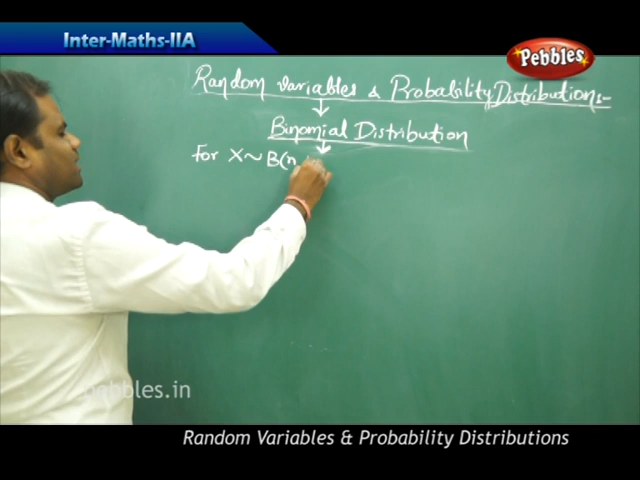 Inter-Maths-IIA
Pebbles
Random variables & Probability Distributions:-
Binomial Distribution
For X ~ B(n
pebbles.in
Random Variables & Probability Distributions